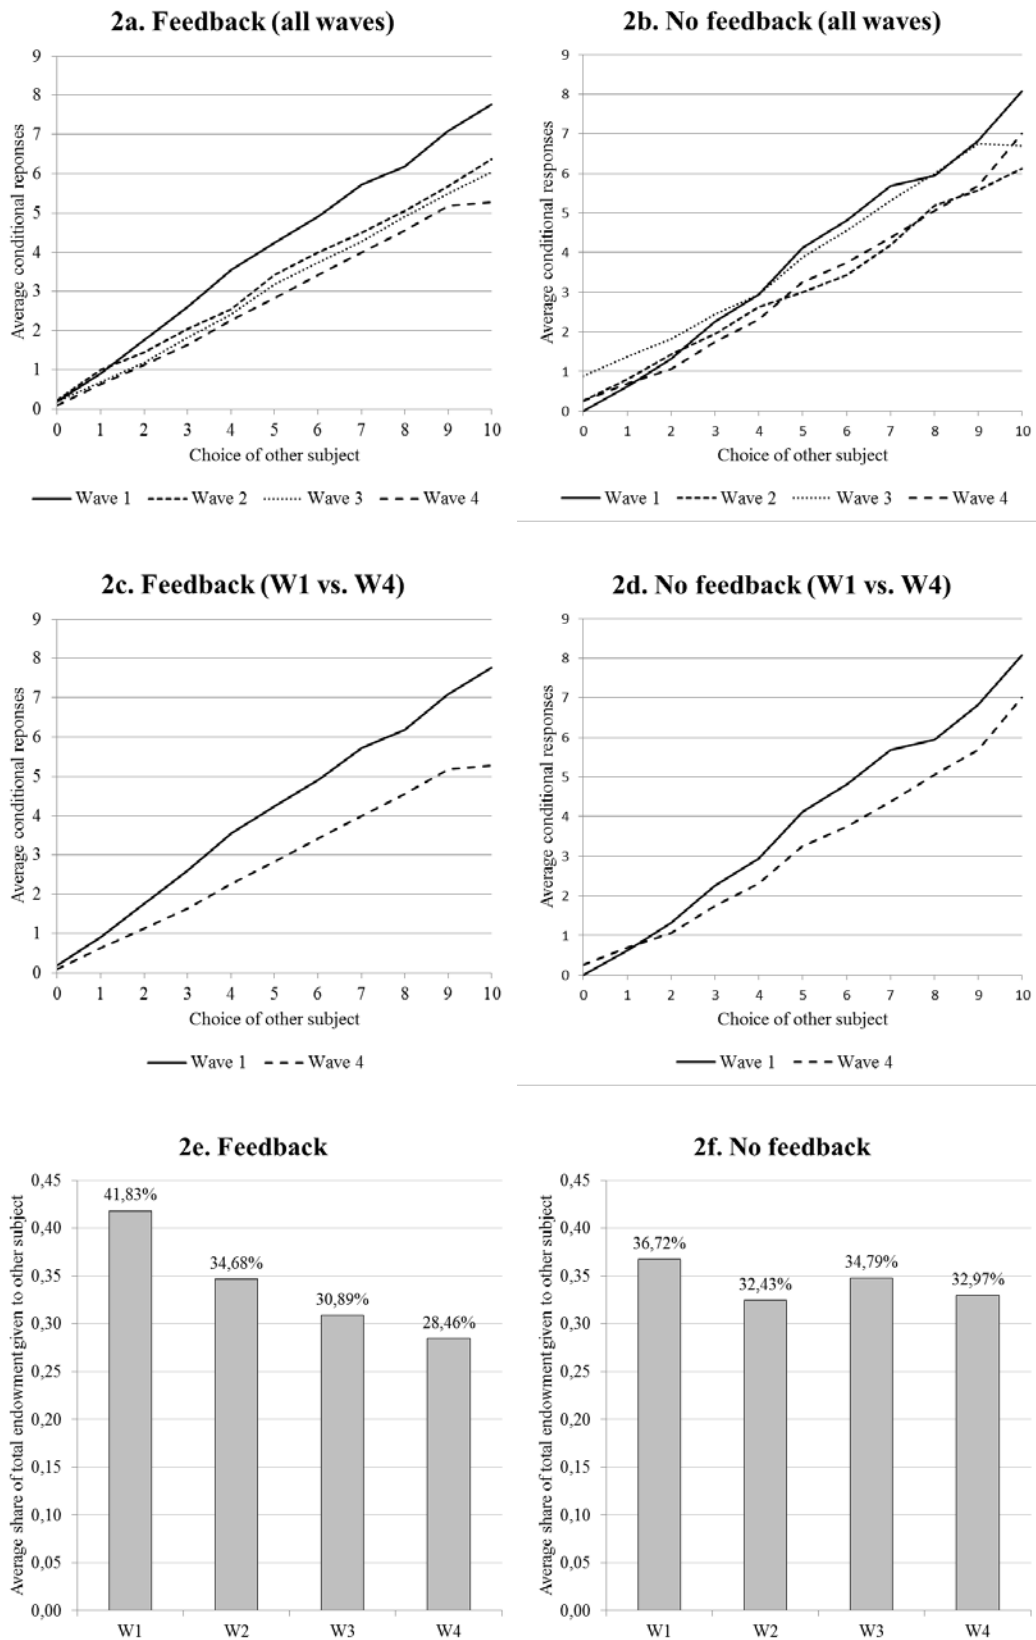 2a. Feedback (all waves)
Average conditional reponses
9
8
7
6
5
4
3
2
1
0
0 1 2 3 4 5 6 7 8 9 10
Choice of other subject
Wave 1 Wave 2 Wave 3 Wave 4
2b. No feedback (all waves)
Average conditional responses
9
8
7
6
5
4
3
2
1
0
0 1 2 3 4 5 6 7 8 9 10
Choice of other subject
Wave 1 Wave 2 Wave 3 Wave 4
2c. Feedback (W1 vs. W4)
Average conditional reponses
9
8
7
6
5
4
3
2
1
0
0 1 2 3 4 5 6 7 8 9 10
Choice of other subject
Wave 1 Wave 4
2d. No feedback (W1 vs. W4)
Average conditional responses
9
8
7
6
5
4
3
2
1
0
0 1 2 3 4 5 6 7 8 9 10
Choice of other subject
Wave 1 Wave 4
2e. Feedback
Average share of total endowment given to other subject
0,45
0,40
0,35
0,30
0,25
0,20
0,15
0,10
0,05
0,00
41,83%
34,68%
30,89%
28,46%
W1 W2 W3 W4
2f. No feedback
Average share of total endowment given to other subject
0,45
0,40
0,35
0,30
0,25
0,20
0,15
0,10
0,05
0,00
36,72%
32,43%
34,79%
32,97%
W1 W2 W3 W4